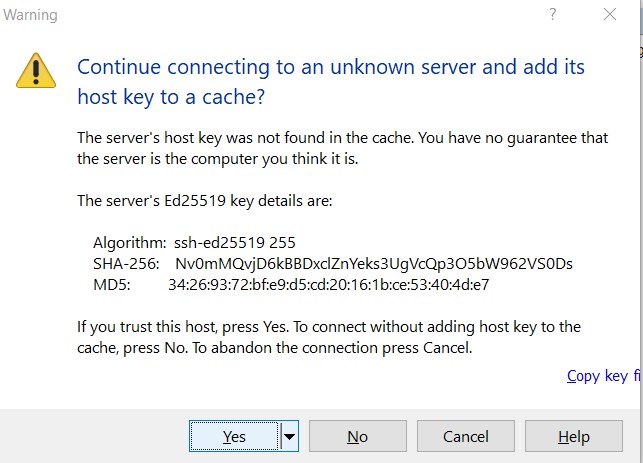 Warning
?
Continue connecting to an unknown server and add its
host key to a cache?
The server's host key was not found in the cache. You have no guarantee that
the server is the computer you think it is.
The server's Ed25519 key details are:
Algorithm: ssh-ed25519 255
SHA-256: Nv0mMQvjD6kBBDxclZnYeks3UgVcQp3O5bW962VS0Ds
MD5: 34:26:93:72:bf:e9:d5:cd:20:16:1b:ce:53:40:4d:e7
If you trust this host, press Yes. To connect without adding host key to the
cache, press No. To abandon the connection press Cancel.
Copy key fi
Yes No Cancel Help